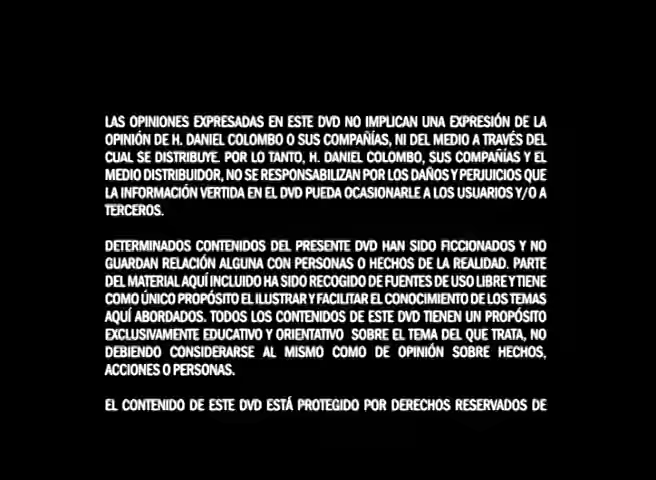 LAS OPINIONES EXPRESADAS EN ESTE DVD NO IMPLICAN UNA EXPRESIÓN DE LA
OPINIÓN DE H. DANIEL COLOMBO O SUS COMPAÑÍAS, NI DEL MEDIO A TRAVÉS DEL
CUAL SE DISTRIBUYE. POR LO TANTO, H. DANIEL COLOMBO, SUS COMPAÑÍAS Y EL
MEDIO DISTRIBUIDOR, NO SE RESPONSABILIZAN POR LOS DAÑOS Y PERJUICIOS QUE
LA INFORMACIÓN VERTIDA EN EL DVD PUEDA OCASIONARLE A LOS USUARIOS Y/O A
TERCEROS.
DETERMINADOS CONTENIDOS DEL PRESENTE DVD HAN SIDO FICCIONADOS Y NO
GUARDAN RELACIÓN ALGUNA CON PERSONAS O HECHOS DE LA REALIDAD. PARTE
DEL MATERIAL AQUÍ INCLUIDO HA SIDO RECOGIDO DE FUENTES DE USO LIBRE Y TIENE
COMO ÚNICO PROPÓSITO EL ILUSTRAR Y FACILITAR EL CONOCIMIENTO DE LOS TEMAS
AQUÍ ABORDADOS. TODOS LOS CONTENIDOS DE ESTE DVD TIENEN UN PROPÓSITO
EXCLUSIVAMENTE EDUCATIVO Y ORIENTATIVO SOBRE EL TEMA DEL QUE TRATA, NO
DEBIENDO CONSIDERARSE AL MISMO COMO DE OPINIÓN SOBRE HECHOS,
ACCIONES O PERSONAS.
EL CONTENIDO DE ESTE DVD ESTÁ PROTEGIDO POR DERECHOS RESERVADOS DE